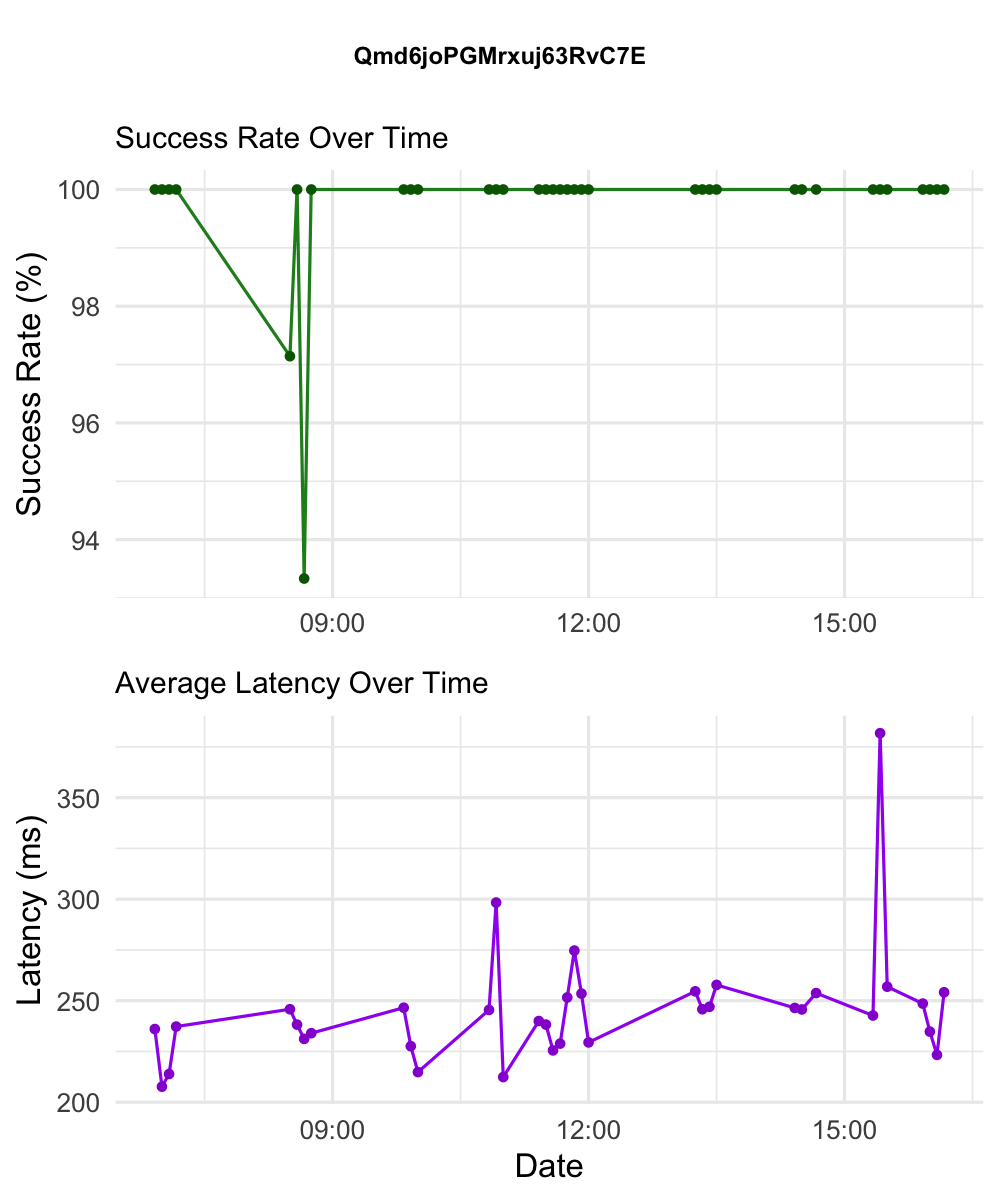 Qmd6joPGMrxuj63RvC7E
Success Rate Over Time
Success Rate (%)
100
98
96
94
09:00 12:00 15:00
Average Latency Over Time
Latency (ms)
350
300
250
200
09:00 12:00 15:00
Date